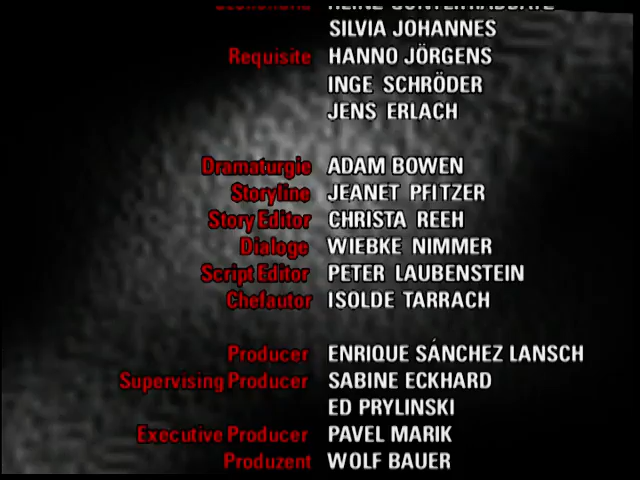 SILVIA JOHANNES
Requisite HANNO JÖRGENS
INGE SCHRÖDER
JENS ERLACH
Dramaturgie ADAM BOWEN
Storyline JEANET PFITZER
Story Editor CHRISTA REEH
Dialoge WIEBKE NIMMER
Script Editor PETER LAUBENSTEIN
Chefautor ISOLDE TARRACH
Producer ENRIQUE SÁNCHEZ LANSCH
Supervising Producer SABINE ECKHARD
ED PRYLINSKI
Executive Producer PAVEL MARIK
Produzent WOLF BAUER